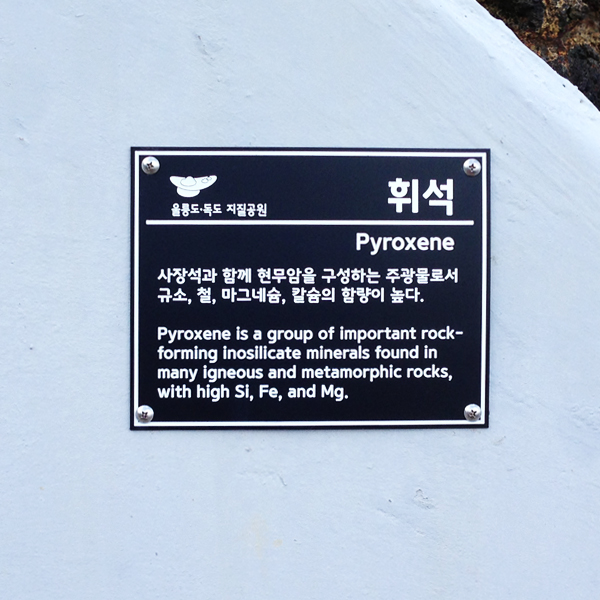 울릉도·독도 지질공원
휘석
Pyroxene
사장석과 함께 현무암을 구성하는 주광물로서
규소, 철, 마그네슘, 칼슘의 함량이 높다.
Pyroxene is a group of important rock-
forming inosilicate minerals found in
many igneous and metamorphic rocks,
with high Si, Fe, and Mg.